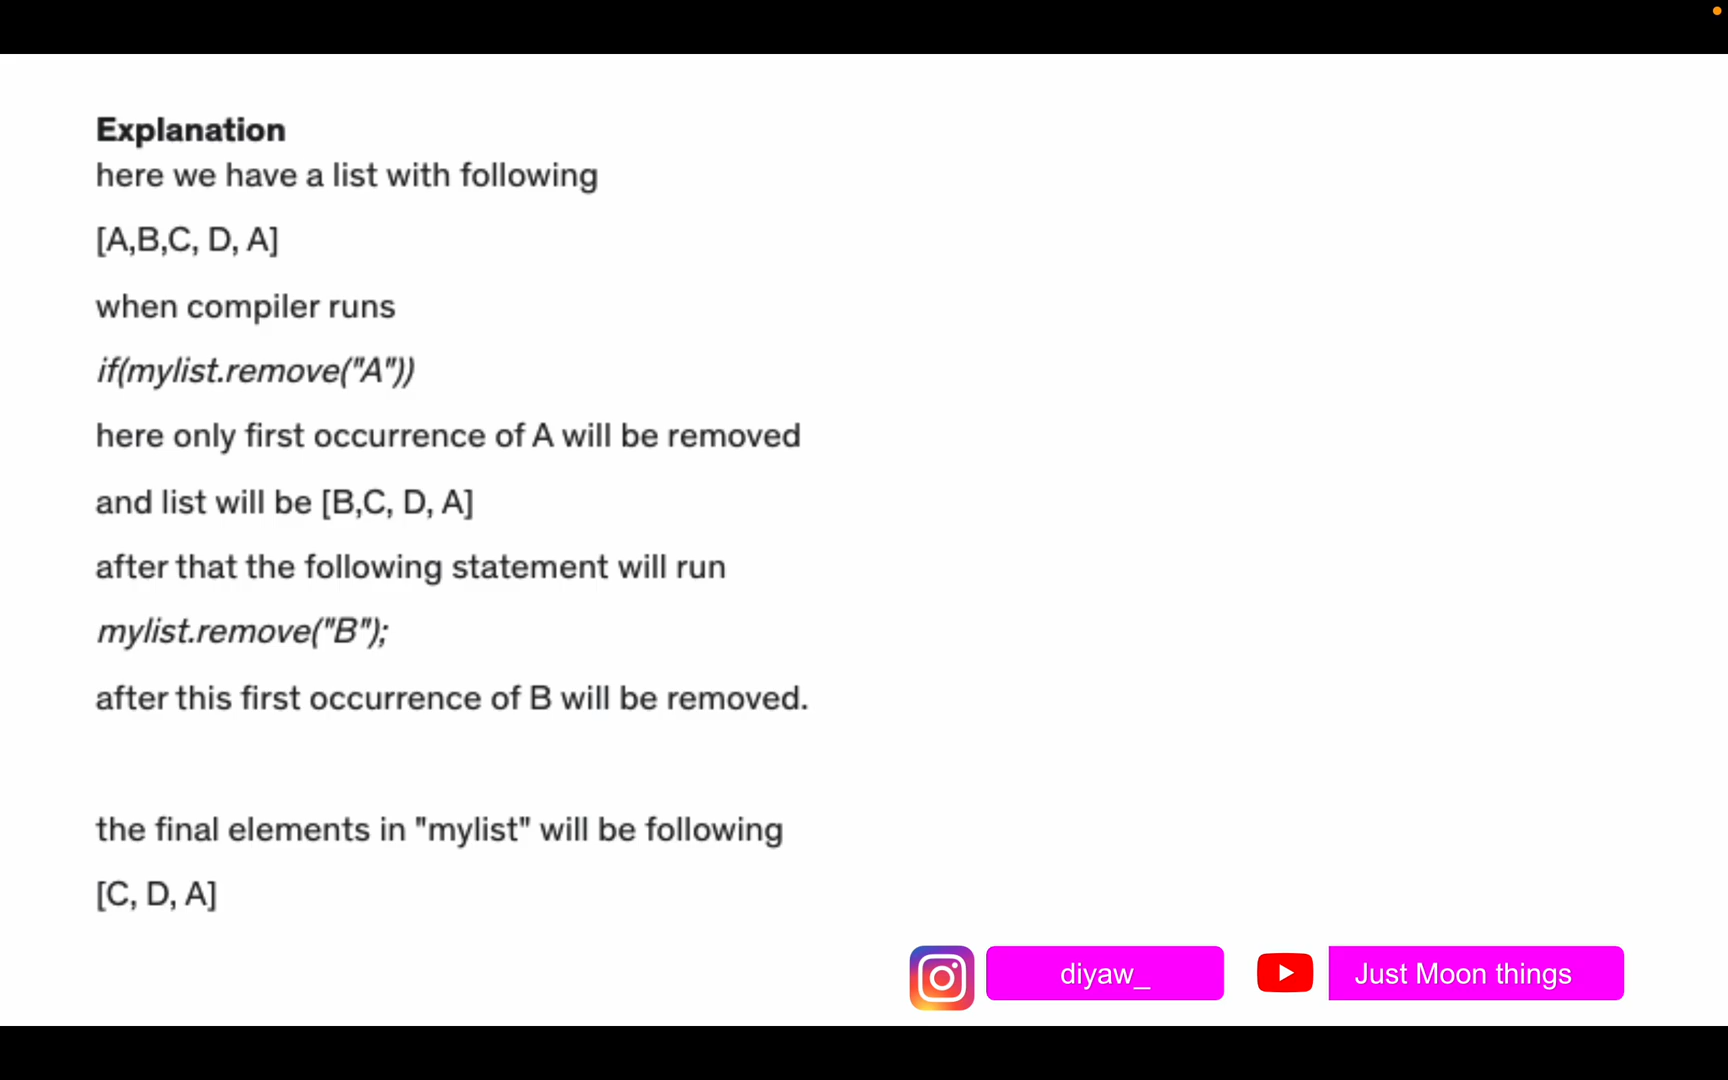 Explanation
here we have a list with following
[A,B,C, D, A]
when compiler runs
if(mylist.remove("A"))
here only first occurrence of A will be removed
and list will be [B,C, D, A]
after that the following statement will run
mylist.remove("B");
after this first occurrence of B will be removed.
the final elements in "mylist" will be following
[C, D, A]
diyaw_
Just Moon things